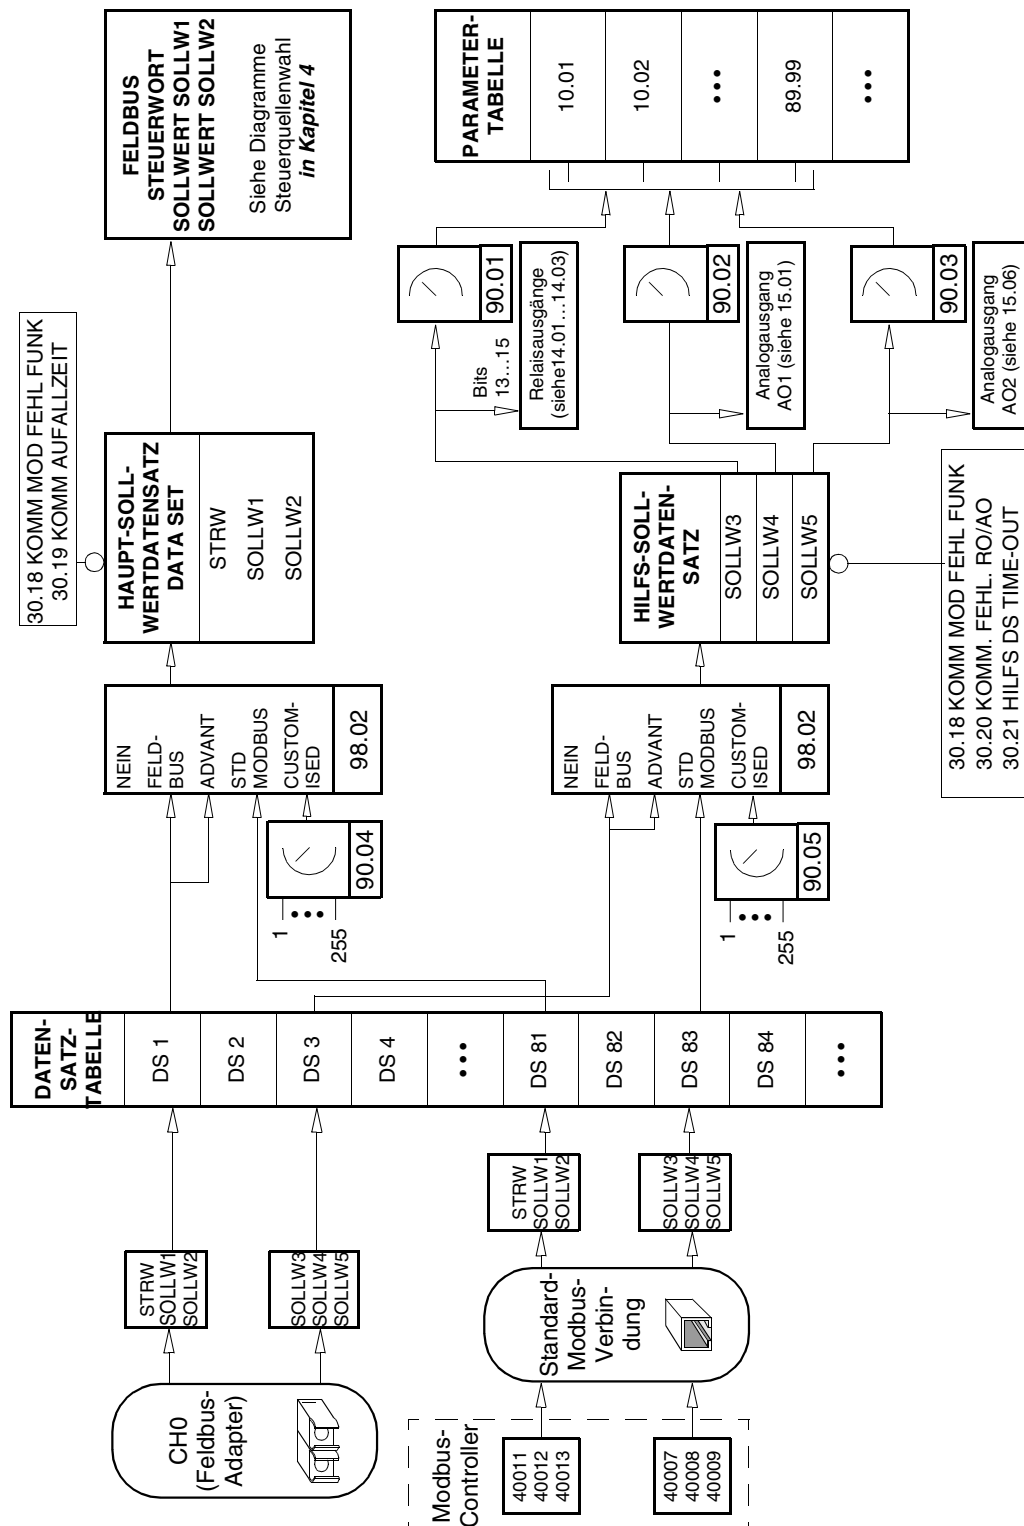 CH0
(Feldbus-
Adapter)
STRW
SOLLW1
SOLLW2
SOLLW3
SOLLW4
SOLLW5
Modbus-
Controller
40011
40012
40013
40007
40008
40009
Standard-
Modbus-
Verbin-
dung
STRW
SOLLW1
SOLLW2
SOLLW3
SOLLW4
SOLLW5
DATEN-
SATZ-
TABELLE
DS 1
DS 2
DS 3
DS 4
•••
DS 81
DS 82
DS 83
DS 84
•••
1
•••
255
90.04
1
•••
255
90.05
NEIN
FELD-
BUS
ADVANT
STD
MODBUS
CUSTOM-
ISED
98.02
NEIN
FELD-
BUS
ADVANT
STD
MODBUS
CUSTOM-
ISED
98.02
30.18 KOMM MOD FEHL FUNK
30.19 KOMM AUFALLZEIT
HAUPT-SOLL-
WERTDATENSATZ
DATA SET
STRW
SOLLW1
SOLLW2
HILFS-SOLL-
WERTDATEN-
SATZ
SOLLW3
SOLLW4
SOLLW5
30.18 KOMM MOD FEHL FUNK
30.20 KOMM. FEHL. RO/AO
30.21 HILFS DS TIME-OUT
FELDBUS
STEUERWORT
SOLLWERT SOLLW1
SOLLWERT SOLLW2
Siehe Diagramme
Steuerquellenwahl
in Kapitel 4
90.01
Bits
13...15
Relaisausgänge
(siehe14.01...14.03)
90.02
Analogausgang
AO1 (siehe 15.01)
90.03
Analogausgang
AO2 (siehe 15.06)
PARAMETER-
TABELLE
10.01
10.02
•••
89.99
•••